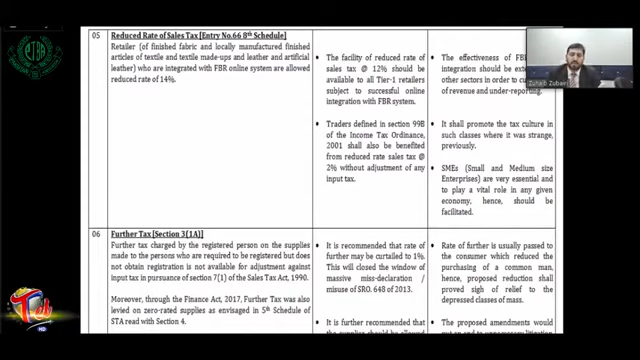 PTBA
05
Reduced Rate of Sales Tax [Entry No.66 8th Schedule]
Retailer (of finished fabric and locally manufactured finished
articles of textile and textile made-ups and leather and artificial
leather) who are integrated with FBR online system are allowed
reduced rate of 14%.
• The facility of reduced rate of
sales tax @ 12% should be
available to all Tier-1 retailers
subject to successful online
integration with FBR system.
• Traders defined in section 99B
of the Income Tax Ordinance,
2001 shall also be benefited
from reduced rate sales tax @
2% without adjustment of any
input tax.
• The effectiveness of
integration should be
other sectors in order to
of revenue and under-reporting.
• It shall promote the tax culture in
such classes where it was strange,
previously.
• SMEs (Small and Medium size
Enterprises) are very essential and
to play a vital role in any given
economy, hence, should be
facilitated.
Zuhaib Zubair
06
Further Tax [Section 3(1A)]
Further tax charged by the registered person on the supplies
made to the persons who are required to be registered but does
not obtain registration is not available for adjustment against
input tax in pursuance of section 7(1) of the Sales Tax Act, 1990.
Moreover, through the Finance Act, 2017, Further Tax was also
levied on zero-rated supplies as envisaged in 5th Schedule of
STA read with Section 4.
• It is recommended that rate of
further may be curtailed to 1%.
This will closed the window of
massive miss-declaration /
misuse of SRO. 648 of 2013.
• It is further recommended that
the supplies should be allowed
• Rate of further is usually passed to
the consumer which reduced the
purchasing of a common man,
hence, proposed reduction shall
proved sigh of relief to the
depressed classes of mass.
• The proposed amendments would
put an end to unnecessary litigation
HD